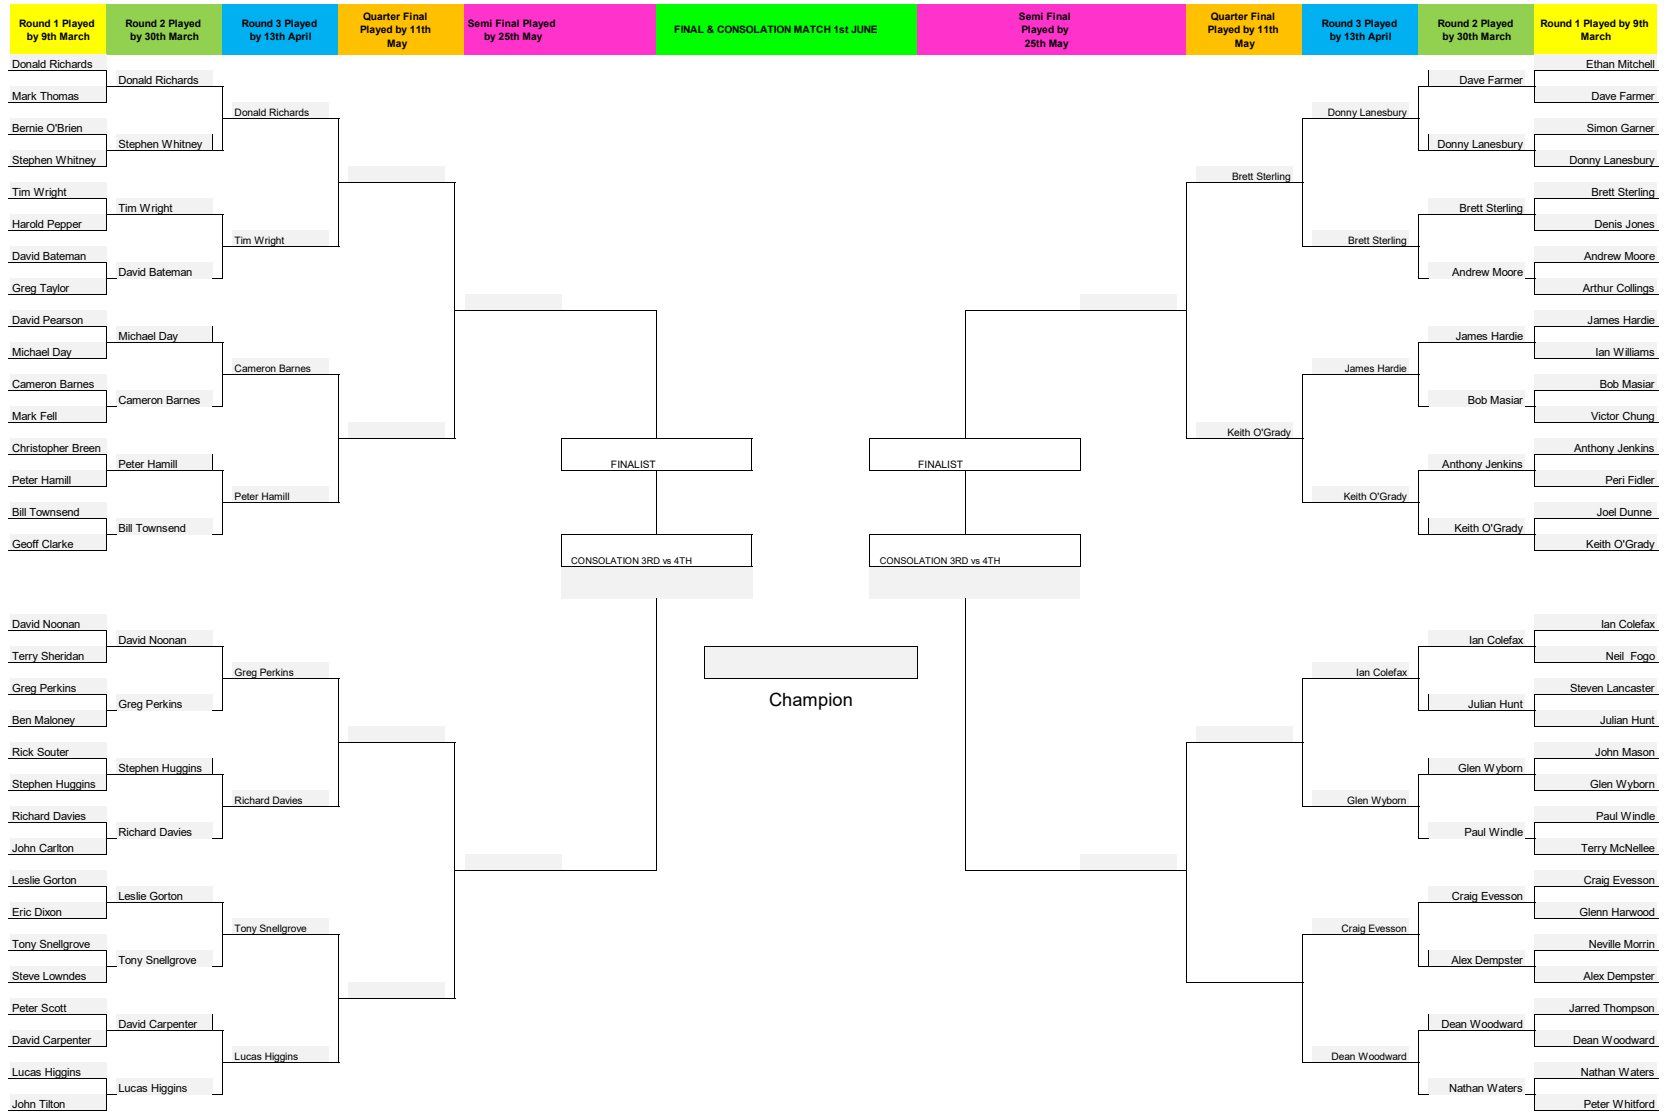 Round 1 Played
by 9th March
Round 2 Played
by 30th March
Round 3 Played
by 13th April
Quarter Final
Played by 11th
May
Semi Final Played
by 25th May
FINAL & CONSOLATION MATCH 1st JUNE
Semi Final
Played by
25th May
Quarter Final
Played by 11th
May
Round 3 Played
by 13th April
Round 2 Played
by 30th March
Round 1 Played by 9th
March
Donald Richards
Mark Thomas
Bernie O'Brien
Stephen Whitney
Tim Wright
Harold Pepper
David Bateman
Greg Taylor
David Pearson
Michael Day
Cameron Barnes
Mark Fell
Christopher Breen
Peter Hamill
Bill Townsend
Geoff Clarke
David Noonan
Terry Sheridan
Greg Perkins
Ben Maloney
Rick Souter
Stephen Huggins
Richard Davies
John Carlton
Leslie Gorton
Eric Dixon
Tony Snellgrove
Steve Lowndes
Peter Scott
David Carpenter
Lucas Higgins
John Tilton
Donald Richards
Stephen Whitney
Tim Wright
David Bateman
Michael Day
Cameron Barnes
Peter Hamill
Bill Townsend
David Noonan
Greg Perkins
Stephen Huggins
Richard Davies
Leslie Gorton
Tony Snellgrove
David Carpenter
Lucas Higgins
Donald Richards
Tim Wright
Cameron Barnes
Peter Hamill
Greg Perkins
Richard Davies
Tony Snellgrove
Lucas Higgins
FINALIST
CONSOLATION 3RD vs 4TH
Champion
FINALIST
CONSOLATION 3RD vs 4TH
Brett Sterling
Keith O'Grady
Donny Lanesbury
Brett Sterling
James Hardie
Keith O'Grady
Ian Colefax
Glen Wyborn
Craig Evesson
Dean Woodward
Dave Farmer
Donny Lanesbury
Brett Sterling
Andrew Moore
James Hardie
Bob Masiar
Anthony Jenkins
Keith O'Grady
Ian Colefax
Julian Hunt
Glen Wyborn
Paul Windle
Craig Evesson
Alex Dempster
Dean Woodward
Nathan Waters
Ethan Mitchell
Dave Farmer
Simon Garner
Donny Lanesbury
Brett Sterling
Denis Jones
Andrew Moore
Arthur Collings
James Hardie
Ian Williams
Bob Masiar
Victor Chung
Anthony Jenkins
Peri Fidler
Joel Dunne
Keith O'Grady
Ian Colefax
Neil Fogo
Steven Lancaster
Julian Hunt
John Mason
Glen Wyborn
Paul Windle
Terry McNellee
Craig Evesson
Glenn Harwood
Neville Morrin
Alex Dempster
Jarred Thompson
Dean Woodward
Nathan Waters
Peter Whitford